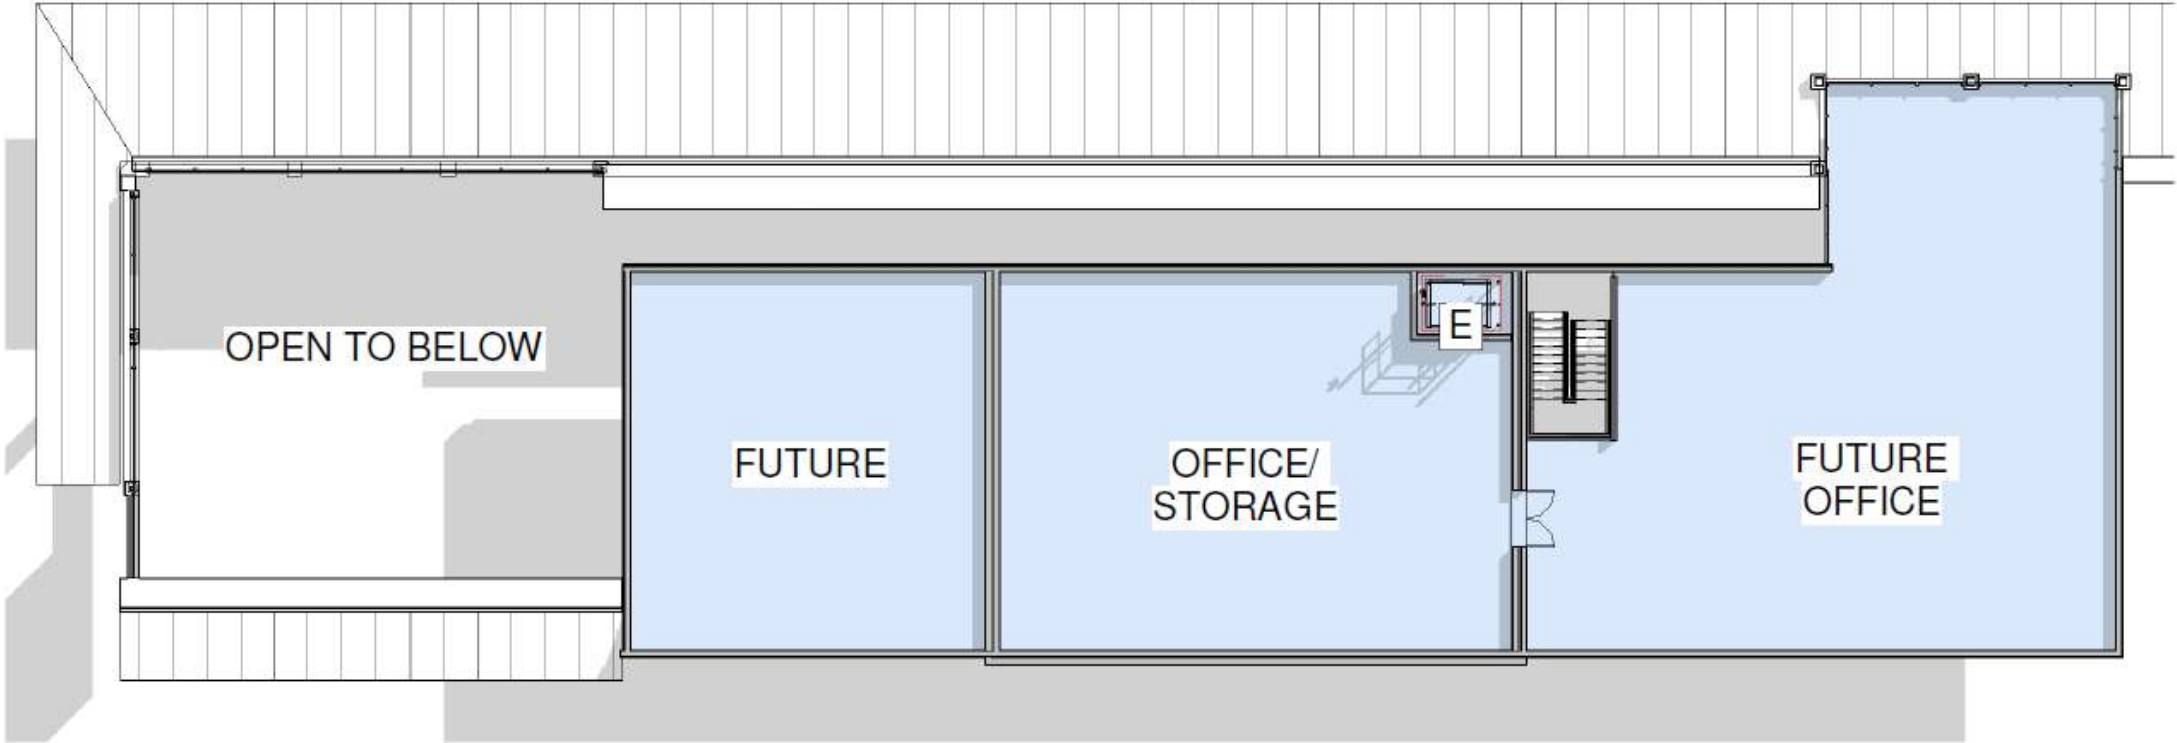 OPEN TO BELOW
FUTURE
OFFICE/
STORAGE
E
FUTURE
OFFICE